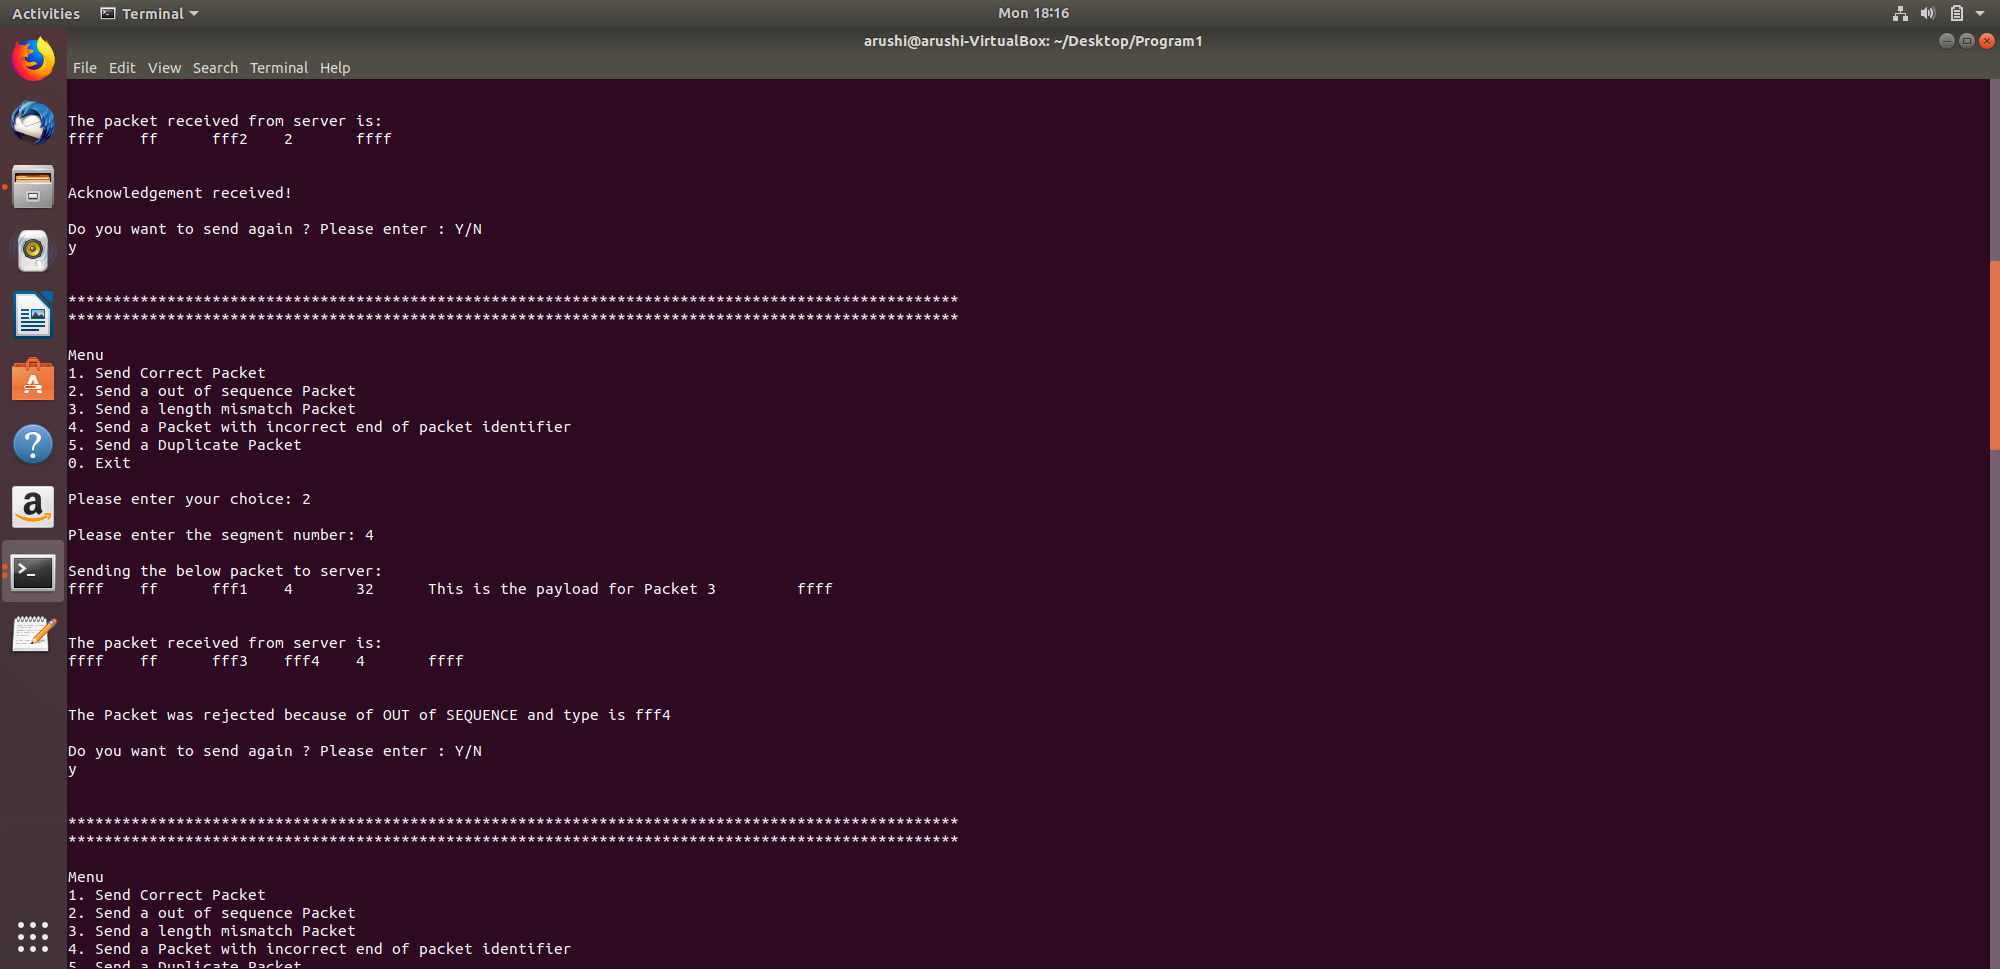 Activities Terminal Mon 18:16
arushi@arushi-VirtualBox: ~/Desktop/Program1
File Edit View Search Terminal Help
The packet received from server is:
ffff ff fff2 2 ffff
Acknowledgement received!
Do you want to send again ? Please enter : Y/N
y
***************************************************************************************************
***************************************************************************************************
Menu
1. Send Correct Packet
2. Send a out of sequence Packet
3. Send a length mismatch Packet
4. Send a Packet with incorrect end of packet identifier
5. Send a Duplicate Packet
0. Exit
Please enter your choice: 2
Please enter the segment number: 4
Sending the below packet to server:
ffff ff fff1 4 32 This is the payload for Packet 3 ffff
The packet received from server is:
ffff ff fff3 fff4 4 ffff
The Packet was rejected because of OUT of SEQUENCE and type is fff4
Do you want to send again ? Please enter : Y/N
y
***************************************************************************************************
***************************************************************************************************
Menu
1. Send Correct Packet
2. Send a out of sequence Packet
3. Send a length mismatch Packet
4. Send a Packet with incorrect end of packet identifier
5. Send a Duplicate Packet